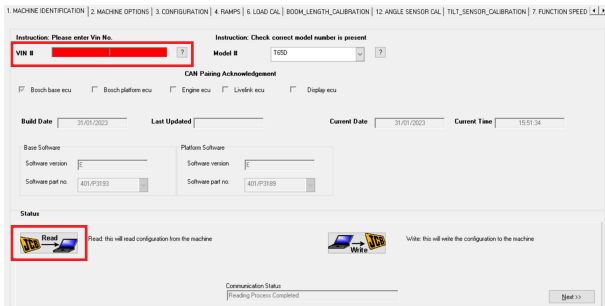 1. MACHINE IDENTIFICATION 2. MACHINE OPTIONS 3. CONFIGURATION 4. RAMPS 6. LOAD CAL BOOM_LENGTH_CALIBRATION 12. ANGLE SENSOR CAL TILT_SENSOR_CALIBRATION 7. FUNCTION SPEED
Instruction: Please enter Vin No. Instruction: Check correct model number is present
VIN # ? Model # T65D ?
CAN Pairing Acknowledgement
Bosch base ecu Bosch platform ecu Engine ecu Livelink ecu Display ecu
Build Date 31/01/2023 Last Updated Current Date 31/01/2023 Current Time 15:51:34
Base Software Platform Software
Software version E Software version E
Software part no. 401/P3193 Software part no. 401/P3189
Status
JCB Read Read: this will read configuration from the machine Write JCB Write: this will write the configuration to the machine
Communication Status
Reading Process Completed
Next >>